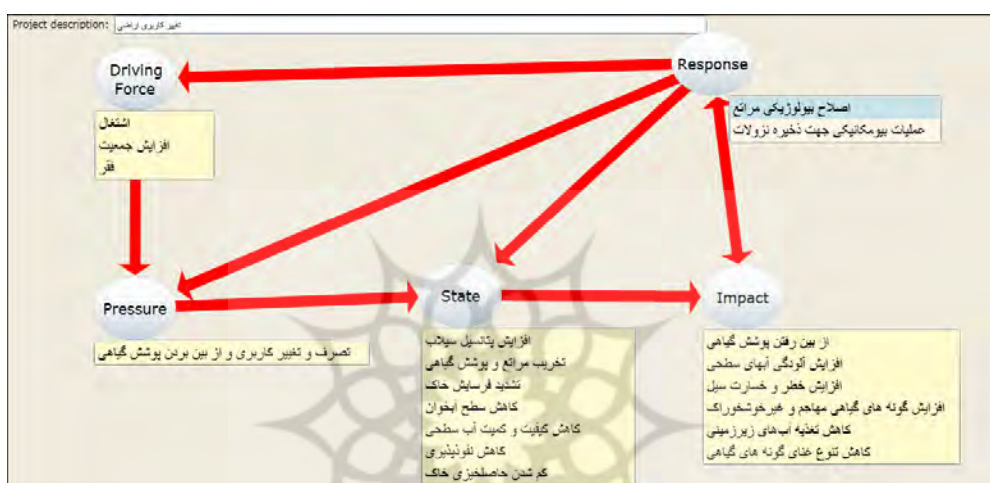 Project description: تغییر کاربری اراضی
Driving
Force
Response
اشتغال
افزایش جمعیت
فقر
اصلاح بیولوژیکی مراتع
عملیات بیومکانیکی جهت ذخیره نزولات
Pressure
State
Impact
تصرف و تغییر کاربری و از بین بردن پوشش گیاهی
افزایش پتانسیل سیلاب
تخریب مراتع و پوشش گیاهی
تشدید فرسایش خاک
کاهش سطح ابخوان
کاهش کیفیت و کمیت آب سطحی
کاهش نفوذپذیری
کم شدن حاصلخیزی خاک
از بین رفتن پوشش گیاهی
افزایش آلودگی آبهای سطحی
افزایش خطر و خسارت سیل
افزایش گونه های گیاهی مهاجم و غیرخوشخوراک
کاهش تغذیه آب‌های زیرزمینی
کاهش تنوع غنای گونه های گیاهی